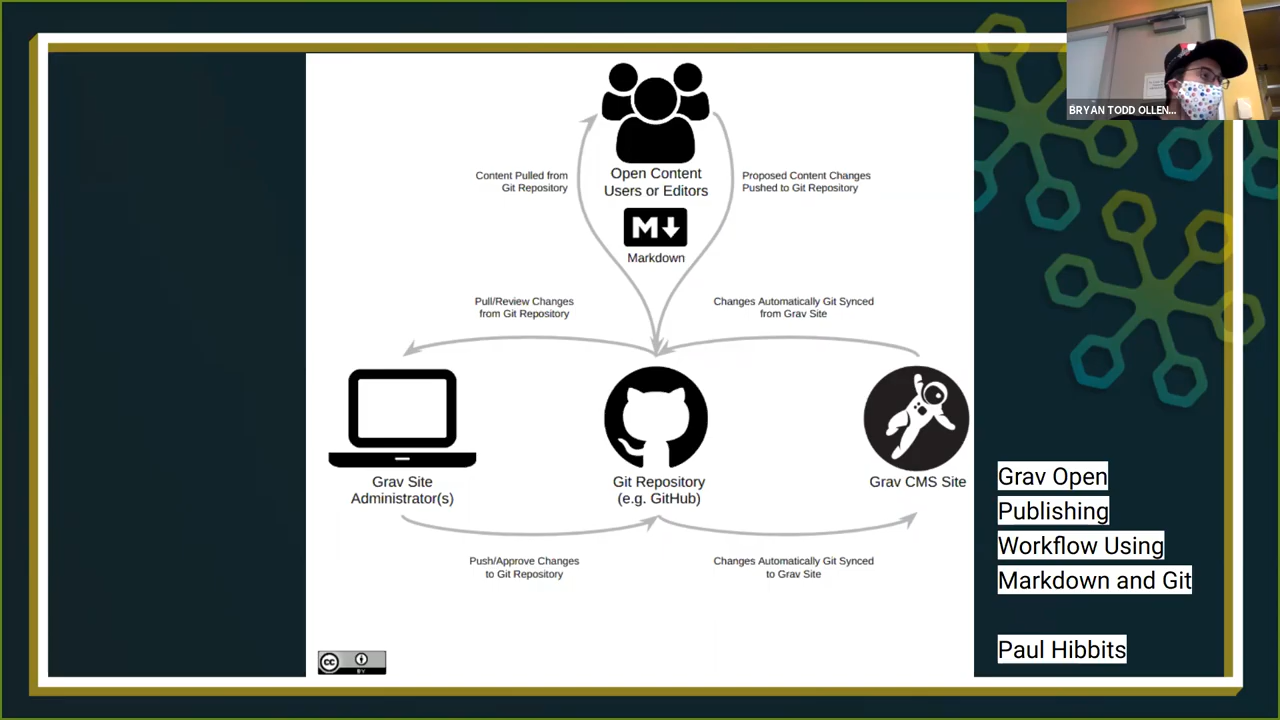 BRYAN TODD OLLEN...
Open Content
Users or Editors
Content Pulled from
Git Repository
Proposed Content Changes
Pushed to Git Repository
M
Markdown
Pull/Review Changes
from Git Repository
Changes Automatically Git Synced
from Grav Site
Grav Site
Administrator(s)
Git Repository
(e.g. GitHub)
Grav CMS Site
Push/Approve Changes
to Git Repository
Changes Automatically Git Synced
to Grav Site
Grav Open
Publishing
Workflow Using
Markdown and Git
Paul Hibbits
cc
BY